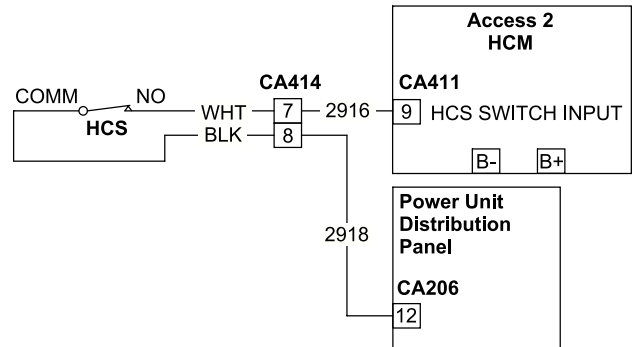 Access 2
HCM
CA414
CA411
COMM
NO
HCS
WHT
7
2916
9
HCS SWITCH INPUT
BLK
8
B-
B+
2918
Power Unit
Distribution
Panel
CA206
12